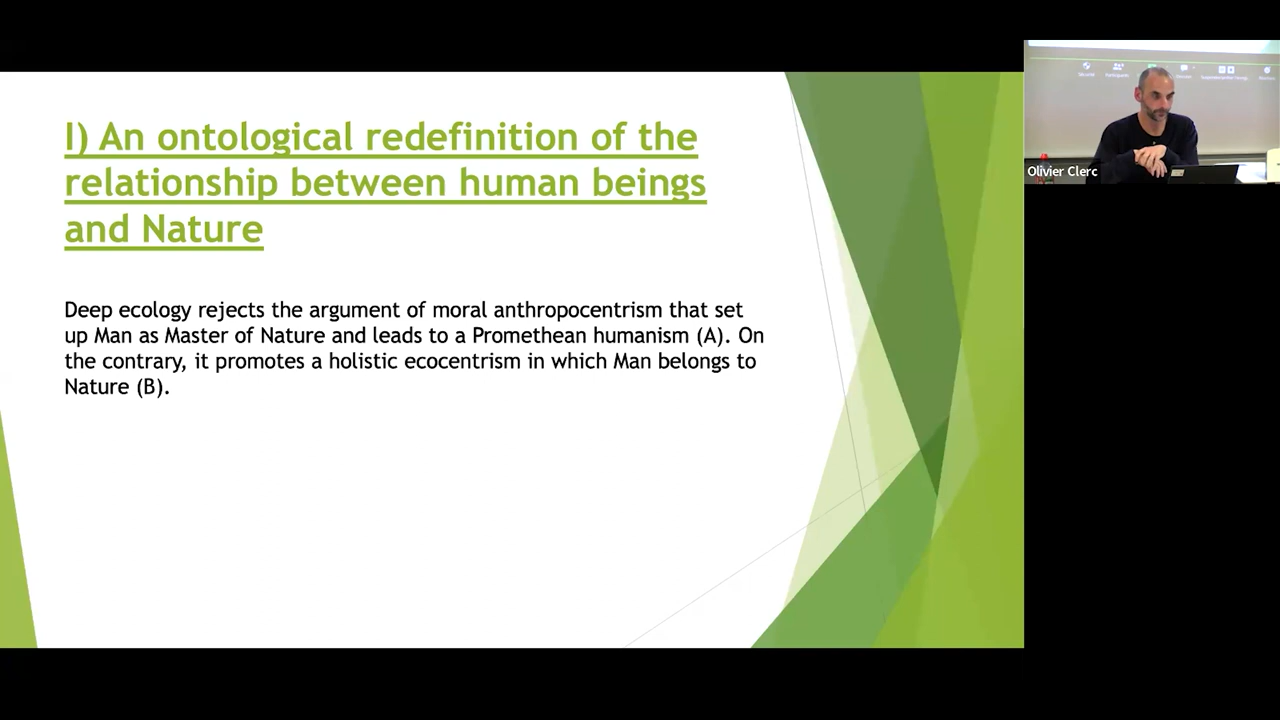 I) An ontological redefinition of the
relationship between human beings
and Nature
Deep ecology rejects the argument of moral anthropocentrism that set
up Man as Master of Nature and leads to a Promethean humanism (A). On
the contrary, it promotes a holistic ecocentrism in which Man belongs to
Nature (B).
Olivier Clerc